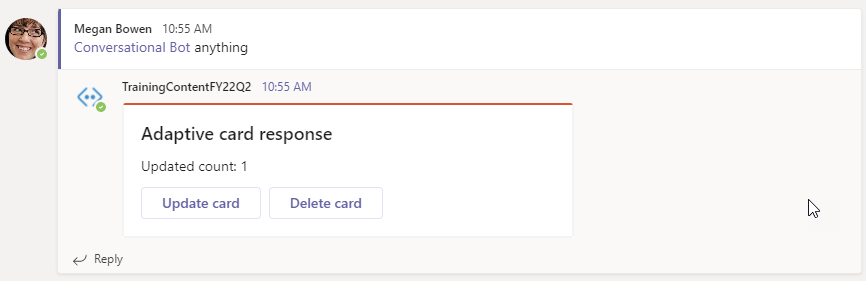 Megan Bowen 10:55 AM
Conversational Bot anything
TrainingContentFY22Q2 10:55 AM
Adaptive card response
Updated count: 1
Update card Delete card
Reply